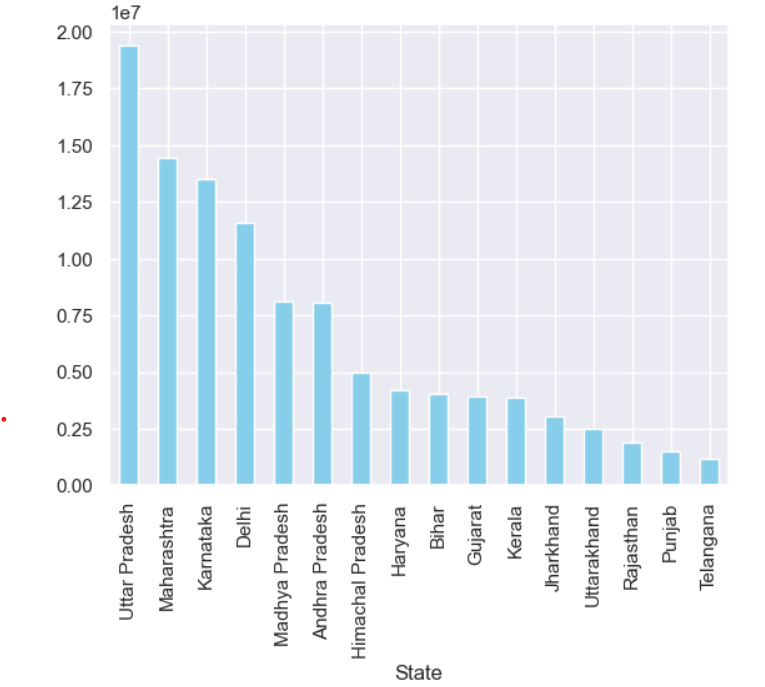 1e7
2.00
1.75
1.50
1.25
1.00
0.75
0.50
0.25
0.00
Uttar Pradesh
Maharashtra
Karnataka
Delhi
Madhya Pradesh
Andhra Pradesh
Himachal Pradesh
Haryana
Bihar
Gujarat
Kerala
Jharkhand
Uttarakhand
Rajasthan
Punjab
Telangana
State